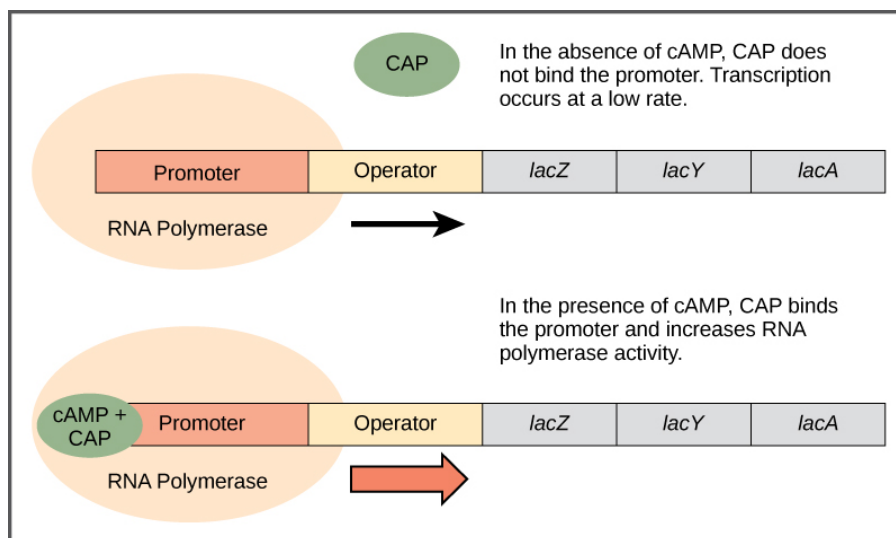 CAP
In the absence of cAMP, CAP does
not bind the promoter. Transcription
occurs at a low rate.
Promoter Operator lacZ lacY lacA
RNA Polymerase
In the presence of cAMP, CAP binds
the promoter and increases RNA
polymerase activity.
cAMP +
CAP
Promoter Operator lacZ lacY lacA
RNA Polymerase